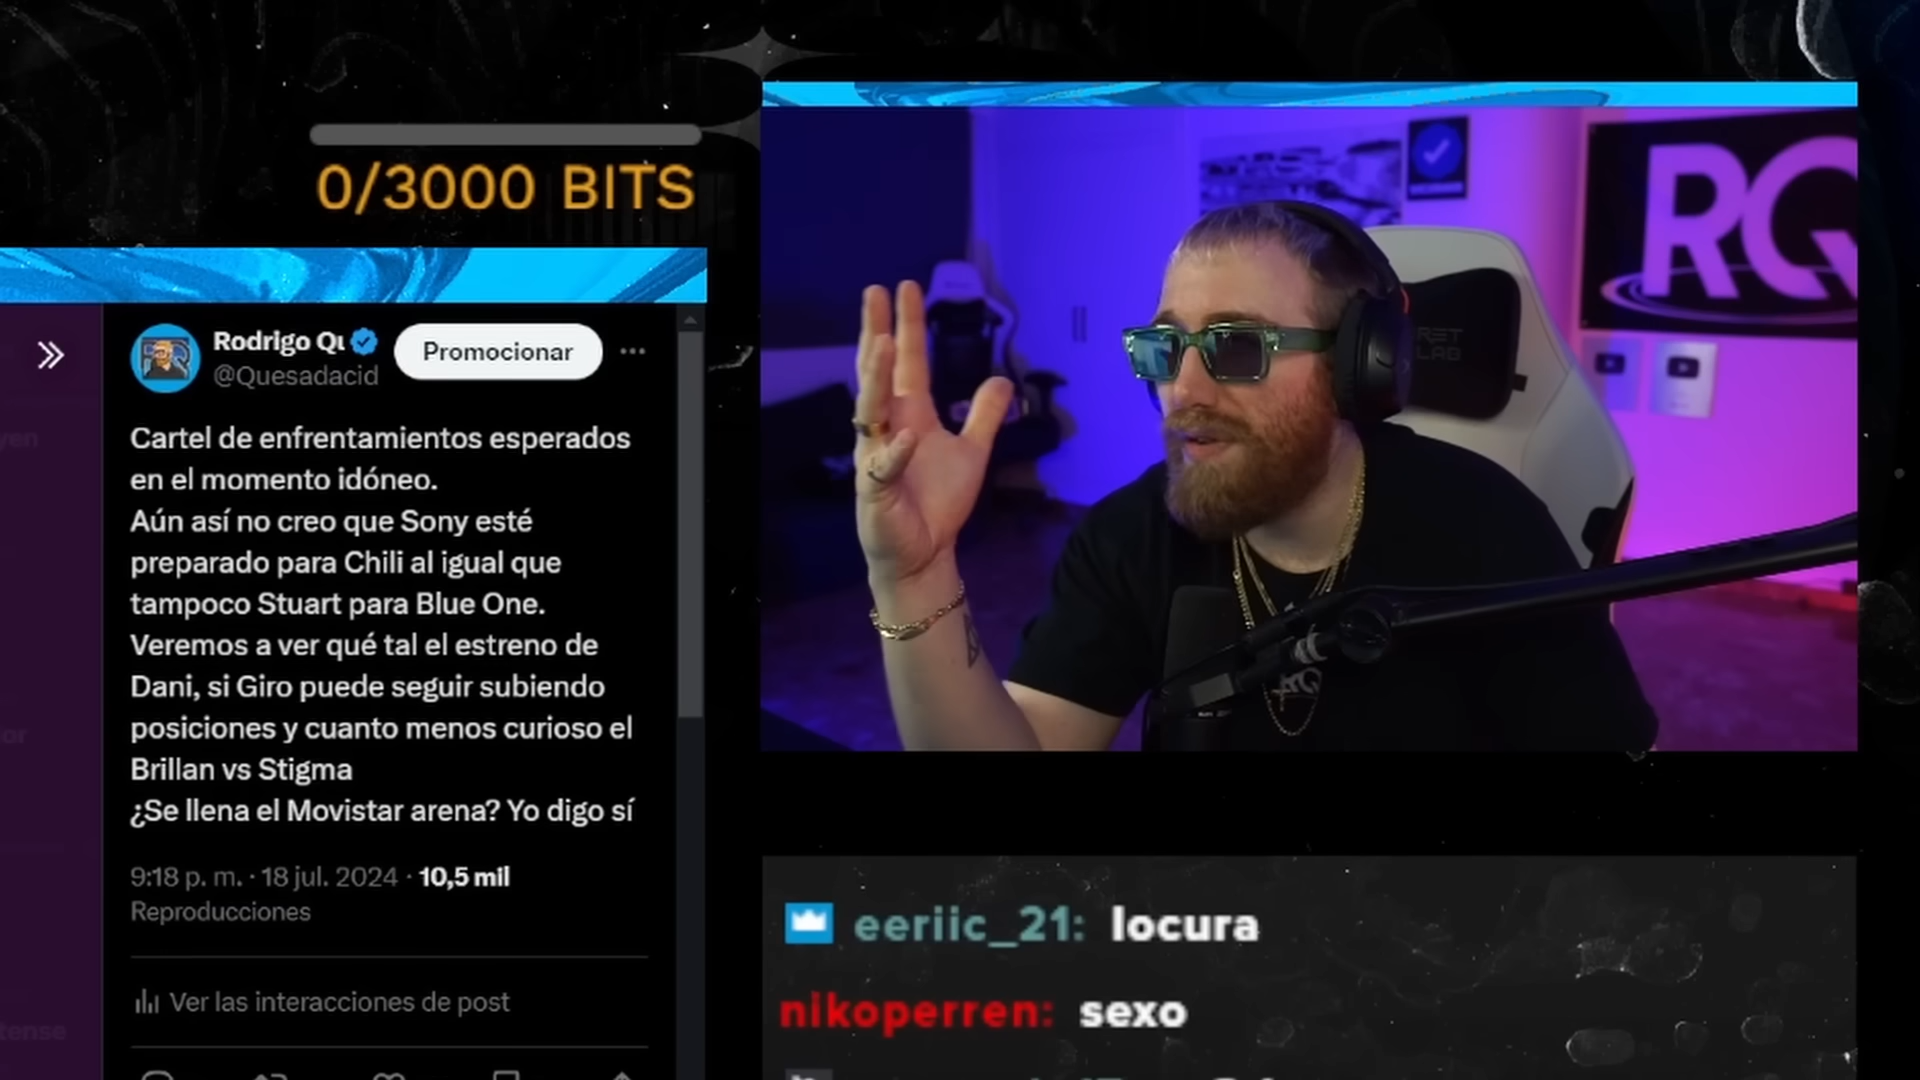 0/3000 BITS
Rodrigo Qu
Promocionar
@Quesadacid
Cartel de enfrentamientos esperados
en el momento idóneo.
Aún así no creo que Sony esté
preparado para Chili al igual que
tampoco Stuart para Blue One.
Veremos a ver qué tal el estreno de
Dani, si Giro puede seguir subiendo
posiciones y cuanto menos curioso el
Brillan vs Stigma
¿Se llena el Movistar arena? Yo digo sí
9:18 p. m. · 18 jul. 2024 · 10,5 mil
Reproducciones
Ver las interacciones de post
RQ
RQ
eeriic_21: locura
nikoperren: sexo